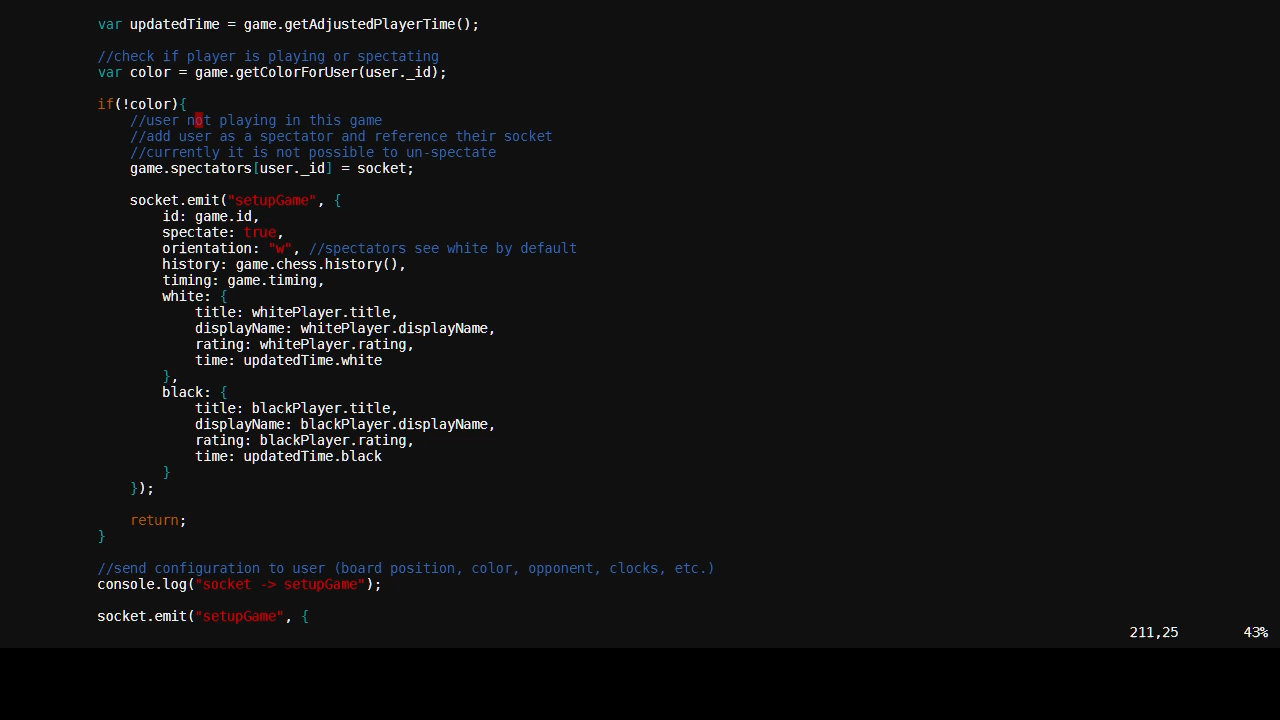 var updatedTime = game.getAdjustedPlayerTime();
//check if player is playing or spectating
var color = game.getColorForUser(user._id);
if(!color){
//user not playing in this game
//add user as a spectator and reference their socket
//currently it is not possible to un-spectate
game.spectators[user._id] = socket;
socket.emit("setupGame", {
id: game.id,
spectate: true,
orientation: "w", //spectators see white by default
history: game.chess.history(),
timing: game.timing,
white: {
title: whitePlayer.title,
displayName: whitePlayer.displayName,
rating: whitePlayer.rating,
time: updatedTime.white
},
black: {
title: blackPlayer.title,
displayName: blackPlayer.displayName,
rating: blackPlayer.rating,
time: updatedTime.black
}
});
return;
}
//send configuration to user (board position, color, opponent, clocks, etc.)
console.log("socket -> setupGame");
socket.emit("setupGame", {
211,25 43%